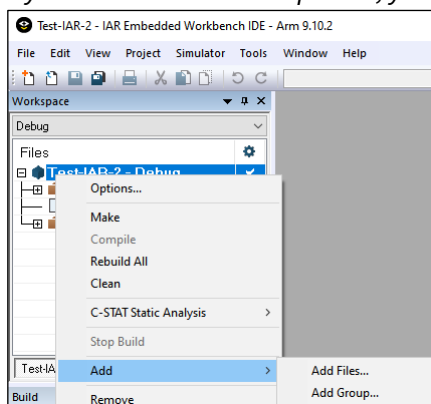 Test-IAR-2 - IAR Embedded Workbench IDE - Arm 9.10.2
File Edit View Project Simulator Tools Window Help
Workspace
Debug
Files
Test-IAR-2 - Debug
Options...
Make
Compile
Rebuild All
Clean
C-STAT Static Analysis
Stop Build
Test-IA
Add
Add Files...
Add Group...
Build
Remove